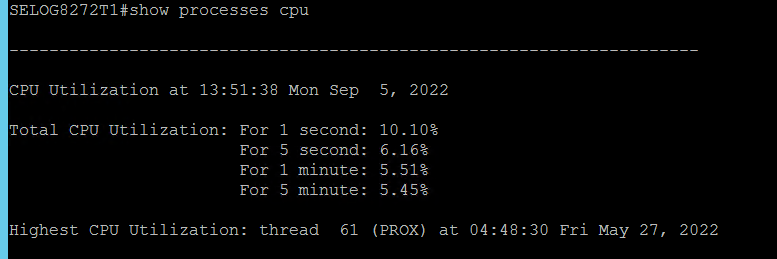 SELOG8272T1#show processes cpu
---------------------------------------------------------------------
CPU Utilization at 13:51:38 Mon Sep  5, 2022
Total CPU Utilization: For 1 second: 10.10%
For 5 second: 6.16%
For 1 minute: 5.51%
For 5 minute: 5.45%
Highest CPU Utilization: thread  61 (PROX) at 04:48:30 Fri May 27, 2022